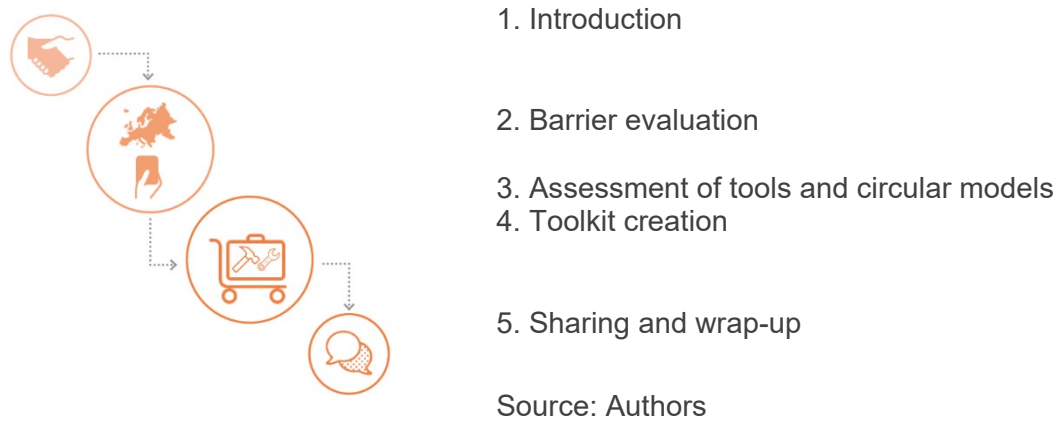 1. Introduction
2. Barrier evaluation
3. Assessment of tools and circular models
4. Toolkit creation
5. Sharing and wrap-up
Source: Authors